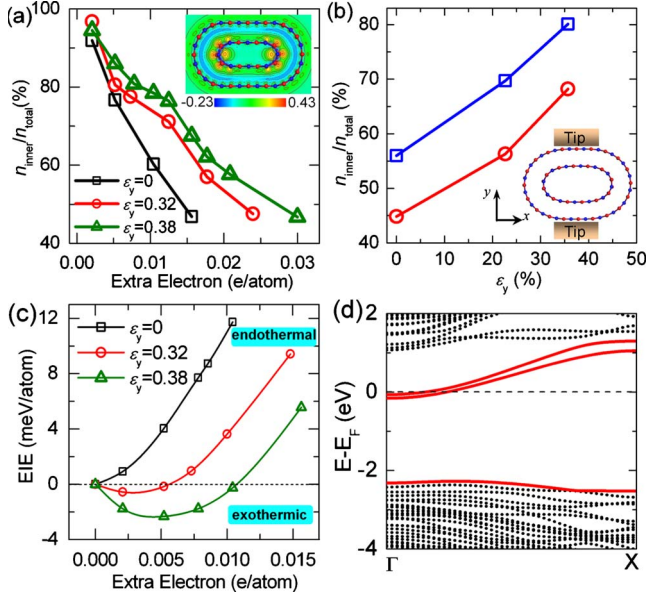 (a)
n_inner/n_total(%)
100
80
60
40
-0.23 0.43
ε_y=0
ε_y=0.32
ε_y=0.38
0.00 0.01 0.02 0.03
Extra Electron (e/atom)
(b)
n_inner/n_total(%)
80
70
60
50
40
Tip
y
x
Tip
0 10 20 30 40 50
ε_y (%)
(c)
EIE (meV/atom)
12
8
4
0
ε_y=0
ε_y=0.32
ε_y=0.38
endothermal
exothermic
0.000 0.005 0.010 0.015
Extra Electron (e/atom)
(d)
E-E_F (eV)
2
0
-2
-4
Γ X